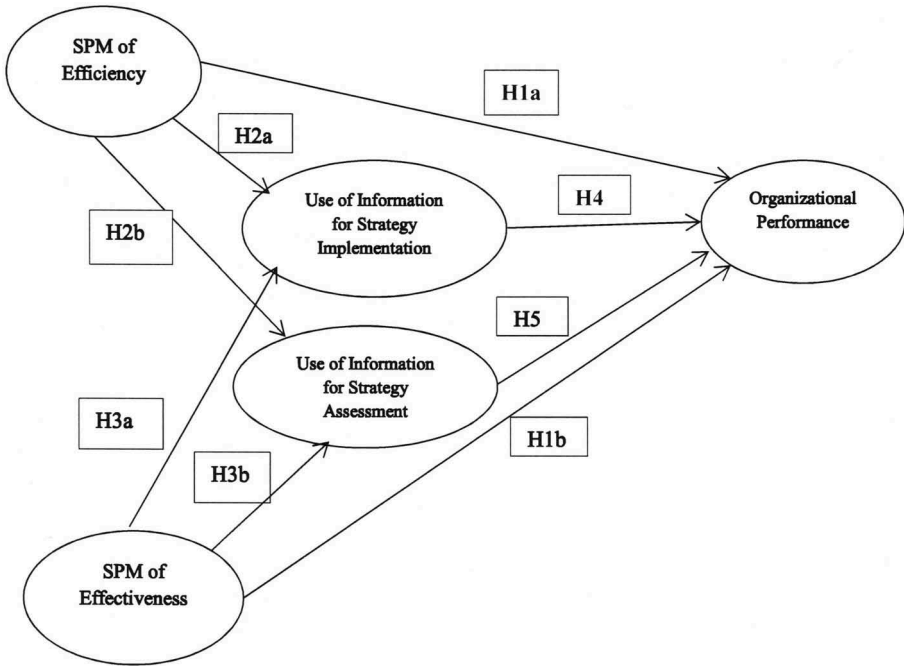 SPM of
Efficiency
H1a
H2a
Use of Information
for Strategy
Implementation
H4
Organizational
Performance
H2b
H5
Use of Information
for Strategy
Assessment
H3a
H1b
H3b
SPM of
Effectiveness